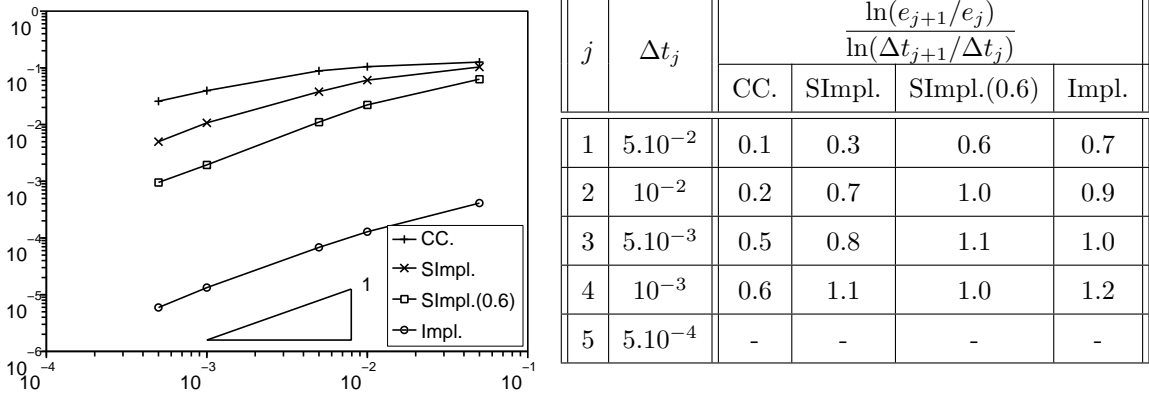 10^0
10^-1
10^-2
10^-3
10^-4
10^-5
10^-6
10^-4 10^-3 10^-2 10^-1
1
CC.
SImpl.
SImpl.(0.6)
Impl.
j Δt_j ln(e_{j+1}/e_j) / ln(Δt_{j+1}/Δt_j)
CC. SImpl. SImpl.(0.6) Impl.
1 5.10^-2 0.1 0.3 0.6 0.7
2 10^-2 0.2 0.7 1.0 0.9
3 5.10^-3 0.5 0.8 1.1 1.0
4 10^-3 0.6 1.1 1.0 1.2
5 5.10^-4 - - - -